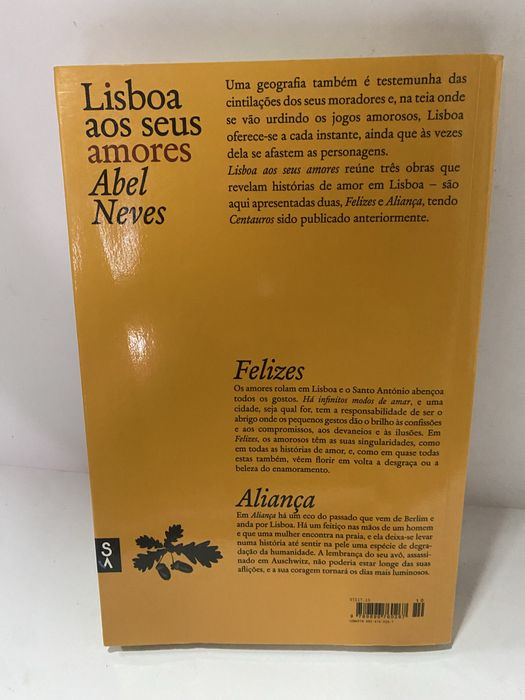 Lisboa
aos seus
amores
Abel
Neves
Uma geografia também é testemunha das
cintilações dos seus moradores e, na teia onde
se vão urdindo os jogos amorosos, Lisboa
oferece-se a cada instante, ainda que às vezes
dela se afastem as personagens.
Lisboa aos seus amores reúne três obras que
revelam histórias de amor em Lisboa – são
aqui apresentadas duas, Felizes e Aliança, tendo
Centauros sido publicado anteriormente.
Felizes
Os amores rolam em Lisboa e o Santo António abençoa
todos os gostos. Há infinitos modos de amar, e uma
cidade, seja qual for, tem a responsabilidade de ser o
abrigo onde os pequenos gestos dão o brilho às confissões
e aos compromissos, aos devaneios e às ilusões. Em
Felizes, os amorosos têm as suas singularidades, como
em todas as histórias de amor, e, como em quase todas
estas também, vêem florir em volta a desgraça ou a
beleza do enamoramento.
Aliança
Em Aliança há um eco do passado que vem de Berlim e
anda por Lisboa. Há um feitiço nas mãos de um homem
e que uma mulher encontra na praia, e ela deixa-se levar
numa história até sentir na pele uma espécie de degra-
dação da humanidade. A lembrança do seu avô, assassi-
nado em Auschwitz, não poderia estar longe das suas
aflições, e a sua coragem tornará os dias mais luminosos.
S
V
10